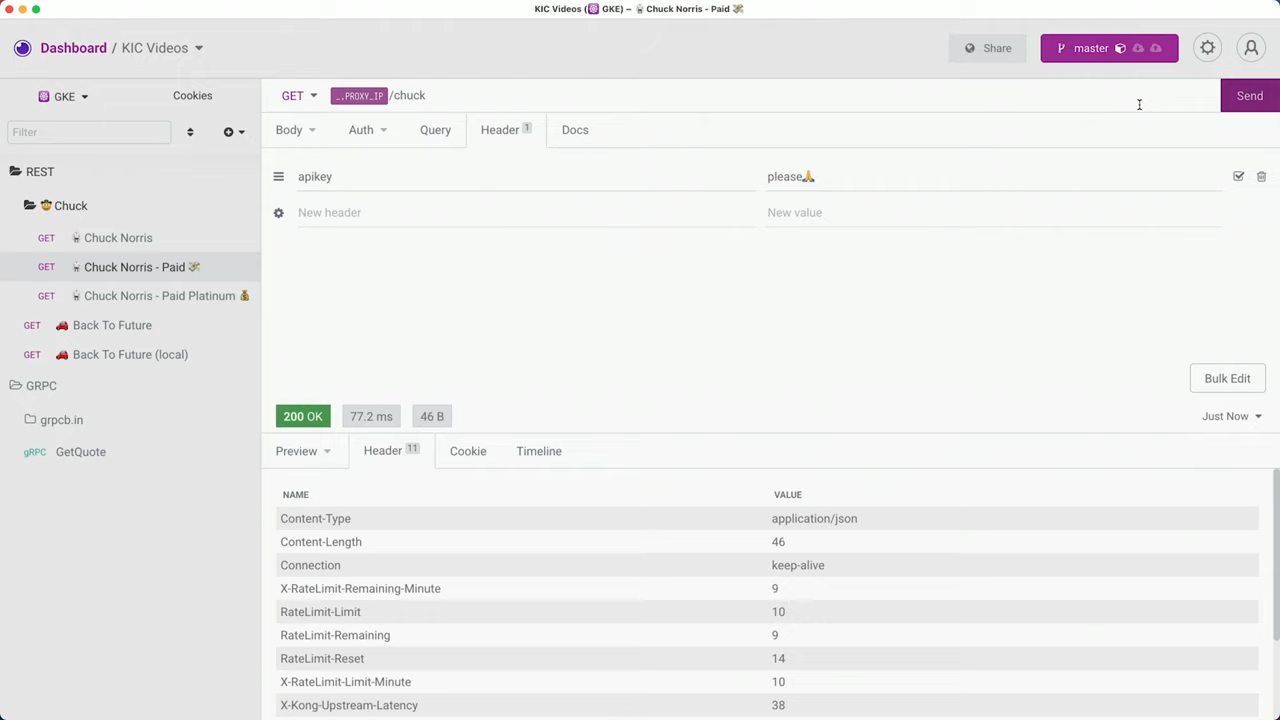 KIC Videos (GKE) – Chuck Norris - Paid 💸
Dashboard / KIC Videos
Share
master
GKE
Cookies
GET
_.PROXY_IP /chuck
Send
Filter
Body
Auth
Query
Header 1
Docs
REST
apikey
please🙏
🤠Chuck
New header
New value
GET Chuck Norris
GET Chuck Norris - Paid 💸
GET Chuck Norris - Paid Platinum 💰
GET 🚗 Back To Future
GET 🚗 Back To Future (local)
GRPC
Bulk Edit
grpcb.in
200 OK
77.2 ms
46 B
Just Now
gRPC GetQuote
Preview
Header 11
Cookie
Timeline
NAME VALUE
Content-Type application/json
Content-Length 46
Connection keep-alive
X-RateLimit-Remaining-Minute 9
RateLimit-Limit 10
RateLimit-Remaining 9
RateLimit-Reset 14
X-RateLimit-Limit-Minute 10
X-Kong-Upstream-Latency 38